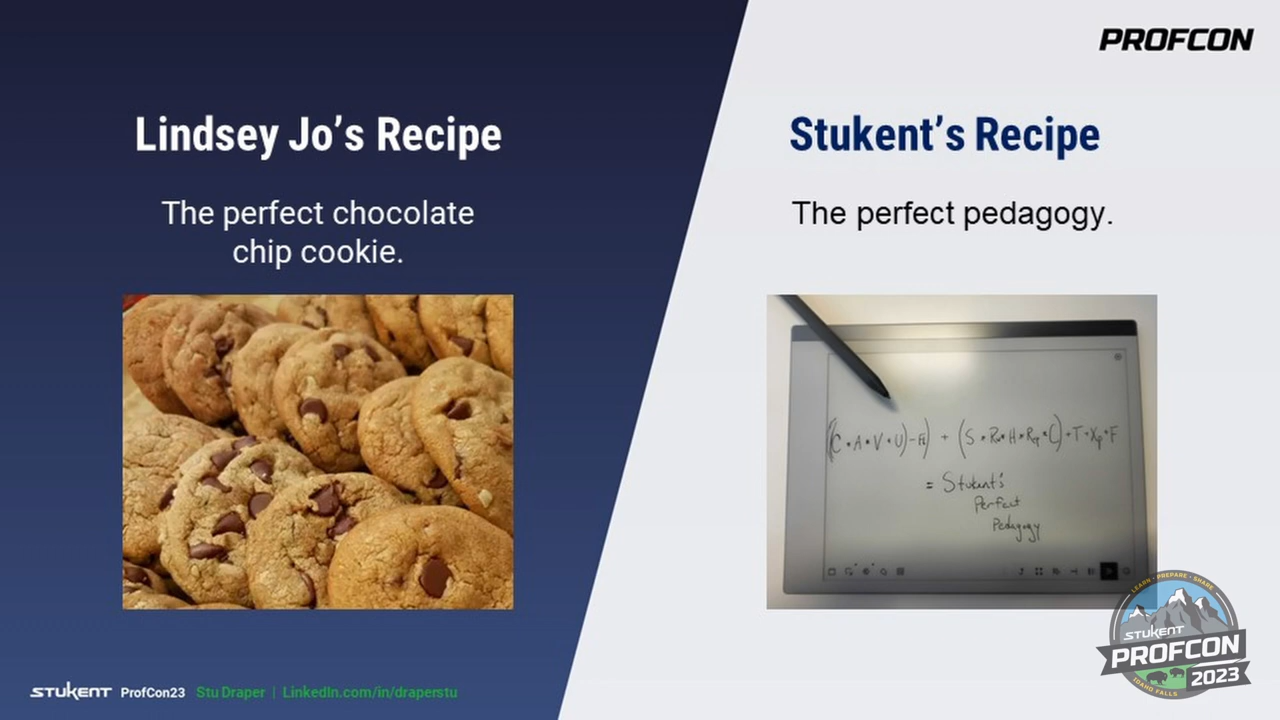 PROFCON
Lindsey Jo’s Recipe
The perfect chocolate
chip cookie.
Stukent’s Recipe
The perfect pedagogy.
= Stukent's
Perfect
Pedagogy
STUKENT ProfCon23 Stu Draper | LinkedIn.com/in/draperstu
LEARN · PREPARE · SHARE
STUKENT
PROFCON
2023
IDAHO FALLS